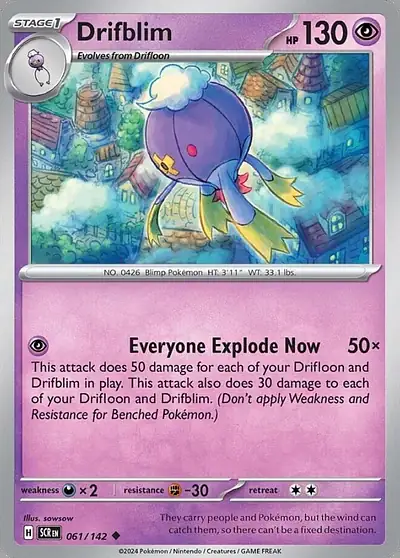 STAGE 1
Drifblim
HP 130
Evolves from Drifloon
NO. 0426 Blimp Pokémon HT: 3'11" WT: 33.1 lbs.
Everyone Explode Now 50×
This attack does 50 damage for each of your Drifloon and
Drifblim in play. This attack also does 30 damage to each
of your Drifloon and Drifblim. (Don't apply Weakness and
Resistance for Benched Pokémon.)
weakness ×2 resistance -30 retreat
Illus. sowsow
H SCR EN 061/142
They carry people and Pokémon, but the wind can
catch them, so there can't be a fixed destination.
©2024 Pokémon / Nintendo / Creatures / GAME FREAK